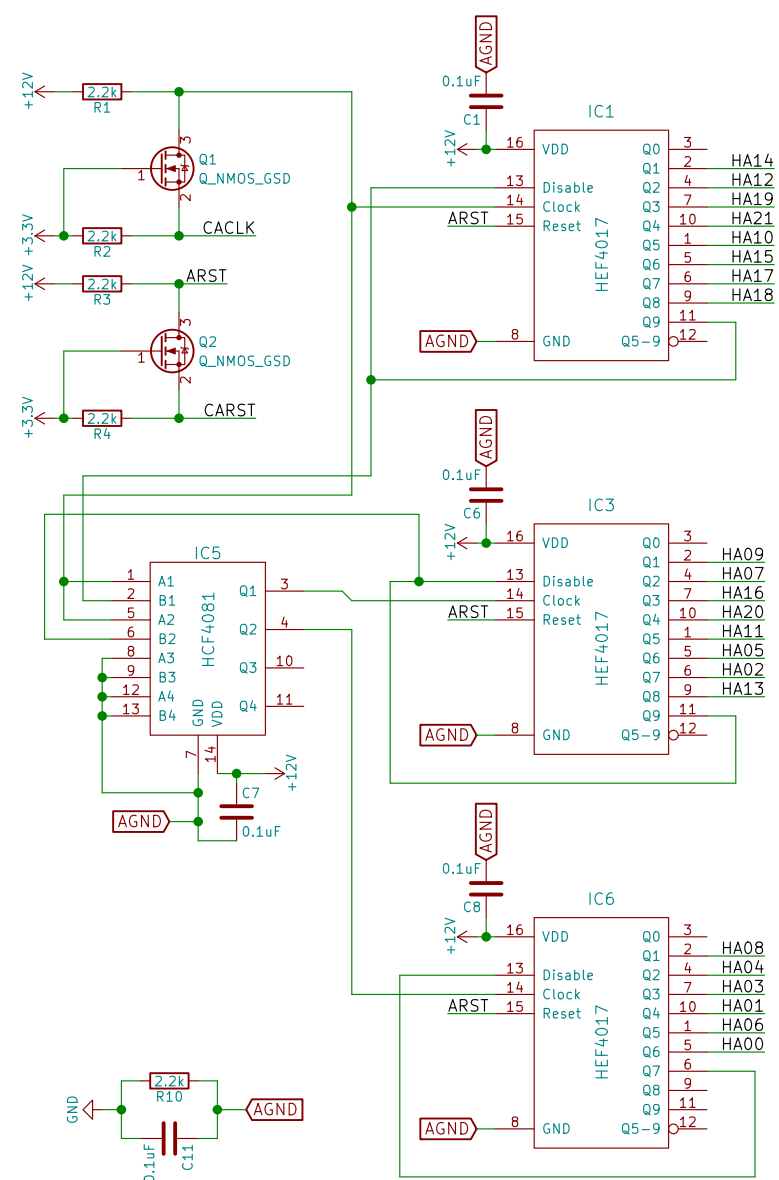 +12V
2.2k
R1
3
Q1
Q_NMOS_GSD
1
2
+3.3V
2.2k
R2
CACLK
+12V
2.2k
R3
ARST
3
Q2
Q_NMOS_GSD
1
2
+3.3V
2.2k
R4
CARST
AGND
0.1uF
C1
+12V
IC1
HEF4017
16 VDD
13 Disable
14 Clock
ARST 15 Reset
AGND 8 GND
Q0 3
Q1 2 HA14
Q2 4 HA12
Q3 7 HA19
Q4 10 HA21
Q5 1 HA10
Q6 5 HA15
Q7 6 HA17
Q8 9 HA18
Q9 11
Q5-9 12
AGND
0.1uF
C6
+12V
IC3
HEF4017
16 VDD
13 Disable
14 Clock
ARST 15 Reset
AGND 8 GND
Q0 3
Q1 2 HA09
Q2 4 HA07
Q3 7 HA16
Q4 10 HA20
Q5 1 HA11
Q6 5 HA05
Q7 6 HA02
Q8 9 HA13
Q9 11
Q5-9 12
IC5
HCF4081
1 A1
2 B1
5 A2
6 B2
8 A3
9 B3
12 A4
13 B4
Q1 3
Q2 4
Q3 10
Q4 11
GND
VDD
7
14
+12V
C7
0.1uF
AGND
AGND
0.1uF
C8
+12V
IC6
HEF4017
16 VDD
13 Disable
14 Clock
ARST 15 Reset
AGND 8 GND
Q0 3
Q1 2 HA08
Q2 4 HA04
Q3 7 HA03
Q4 10 HA01
Q5 1 HA06
Q6 5 HA00
Q7 6
Q8 9
Q9 11
Q5-9 12
GND
2.2k
R10
AGND
0.1uF
C11